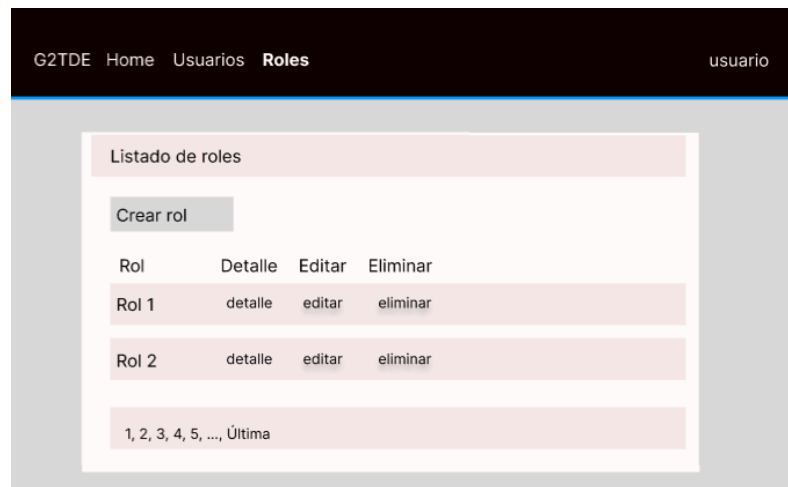 G2TDE Home Usuarios Roles usuario
Listado de roles
Crear rol
Rol Detalle Editar Eliminar
Rol 1 detalle editar eliminar
Rol 2 detalle editar eliminar
1, 2, 3, 4, 5, ..., Última